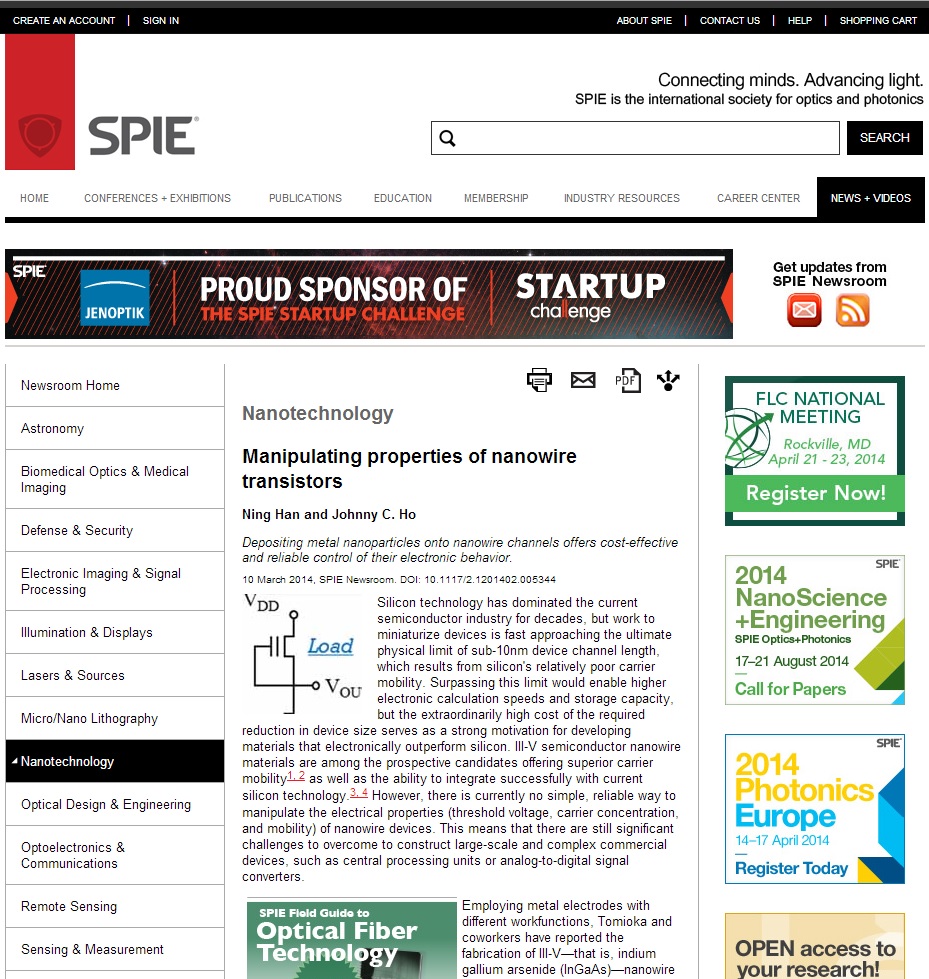 CREATE AN ACCOUNT | SIGN IN
ABOUT SPIE | CONTACT US | HELP | SHOPPING CART
SPIE®
Connecting minds. Advancing light.
SPIE is the international society for optics and photonics
SEARCH
HOME
CONFERENCES + EXHIBITIONS
PUBLICATIONS
EDUCATION
MEMBERSHIP
INDUSTRY RESOURCES
CAREER CENTER
NEWS + VIDEOS
SPIE
JENOPTIK
PROUD SPONSOR OF
THE SPIE STARTUP CHALLENGE
STARTUP
challenge
Get updates from
SPIE Newsroom
Newsroom Home
Astronomy
Biomedical Optics & Medical
Imaging
Defense & Security
Electronic Imaging & Signal
Processing
Illumination & Displays
Lasers & Sources
Micro/Nano Lithography
Nanotechnology
Optical Design & Engineering
Optoelectronics &
Communications
Remote Sensing
Sensing & Measurement
PDF
Nanotechnology
Manipulating properties of nanowire
transistors
Ning Han and Johnny C. Ho
Depositing metal nanoparticles onto nanowire channels offers cost-effective
and reliable control of their electronic behavior.
10 March 2014, SPIE Newsroom. DOI: 10.1117/2.1201402.005344
VDD
Load
VOU
Silicon technology has dominated the current
semiconductor industry for decades, but work to
miniaturize devices is fast approaching the ultimate
physical limit of sub-10nm device channel length,
which results from silicon's relatively poor carrier
mobility. Surpassing this limit would enable higher
electronic calculation speeds and storage capacity,
but the extraordinarily high cost of the required
reduction in device size serves as a strong motivation for developing
materials that electronically outperform silicon. III-V semiconductor nanowire
materials are among the prospective candidates offering superior carrier
mobility1, 2 as well as the ability to integrate successfully with current
silicon technology.3, 4 However, there is currently no simple, reliable way to
manipulate the electrical properties (threshold voltage, carrier concentration,
and mobility) of nanowire devices. This means that there are still significant
challenges to overcome to construct large-scale and complex commercial
devices, such as central processing units or analog-to-digital signal
converters.
SPIE Field Guide to
Optical Fiber
Technology
Employing metal electrodes with
different workfunctions, Tomioka and
coworkers have reported the
fabrication of III-V—that is, indium
gallium arsenide (InGaAs)—nanowire
FLC NATIONAL
MEETING
Rockville, MD
April 21 - 23, 2014
Register Now!
SPIE
2014
NanoScience
+Engineering
SPIE Optics+Photonics
17–21 August 2014
Call for Papers
SPIE
2014
Photonics
Europe
14–17 April 2014
Register Today
OPEN access to
your research!